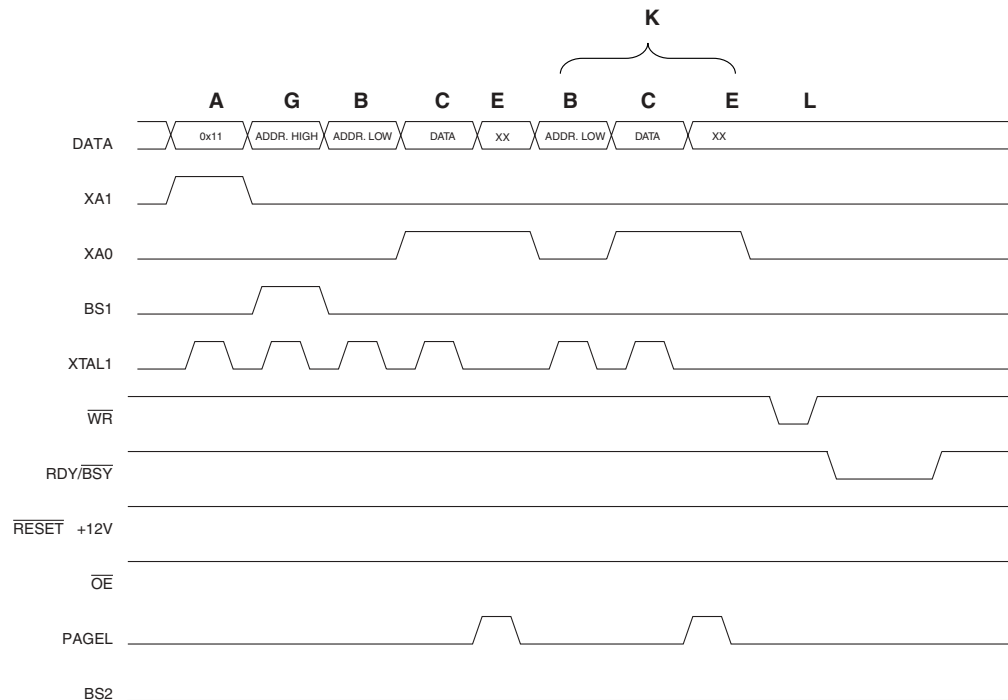 K
A G B C E B C E L
DATA 0x11 ADDR. HIGH ADDR. LOW DATA XX ADDR. LOW DATA XX
XA1
XA0
BS1
XTAL1
WR
RDY/BSY
RESET +12V
OE
PAGEL
BS2